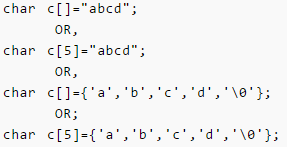 char c[]="abcd";
OR,
char c[5]="abcd";
OR,
char c[]={'a','b','c','d','\0'};
OR;
char c[5]={'a','b','c','d','\0'};